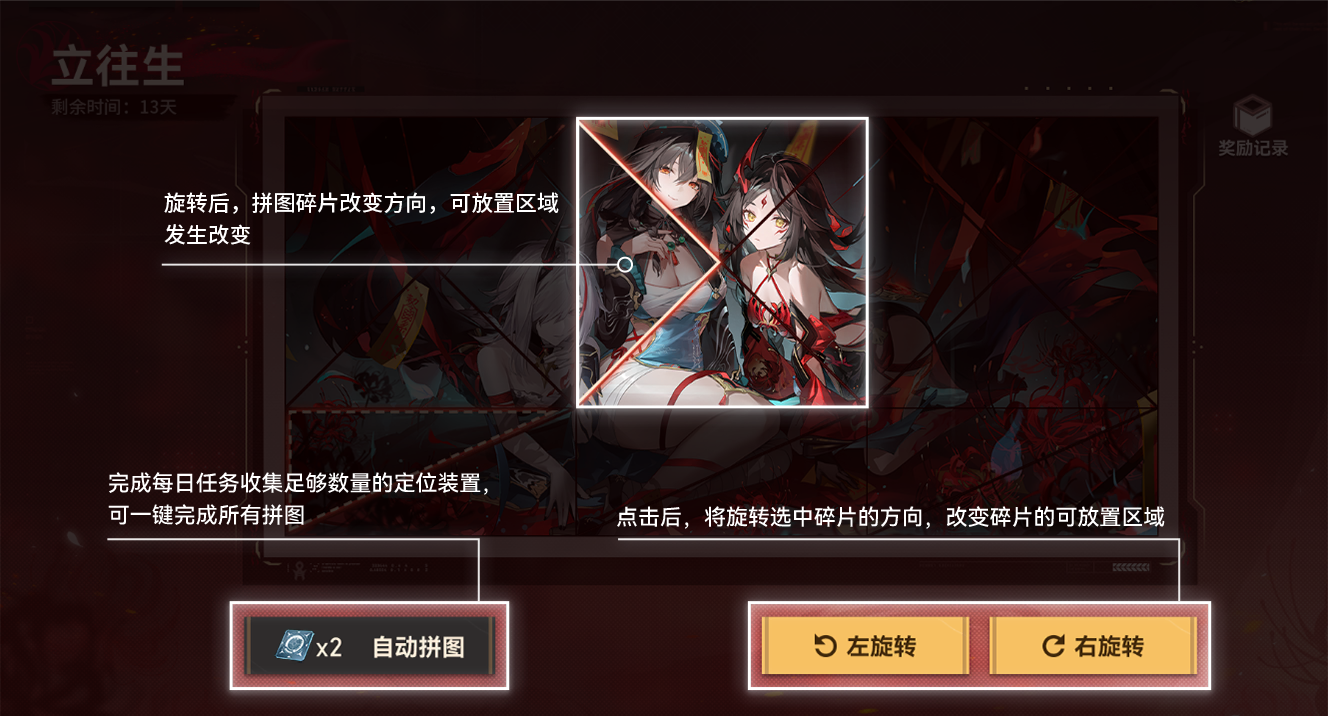 立往生
剩余时间：13天
奖励记录
旋转后，拼图碎片改变方向，可放置区域
发生改变
完成每日任务收集足够数量的定位装置，
可一键完成所有拼图
点击后，将旋转选中碎片的方向，改变碎片的可放置区域
x2 自动拼图
左旋转
右旋转